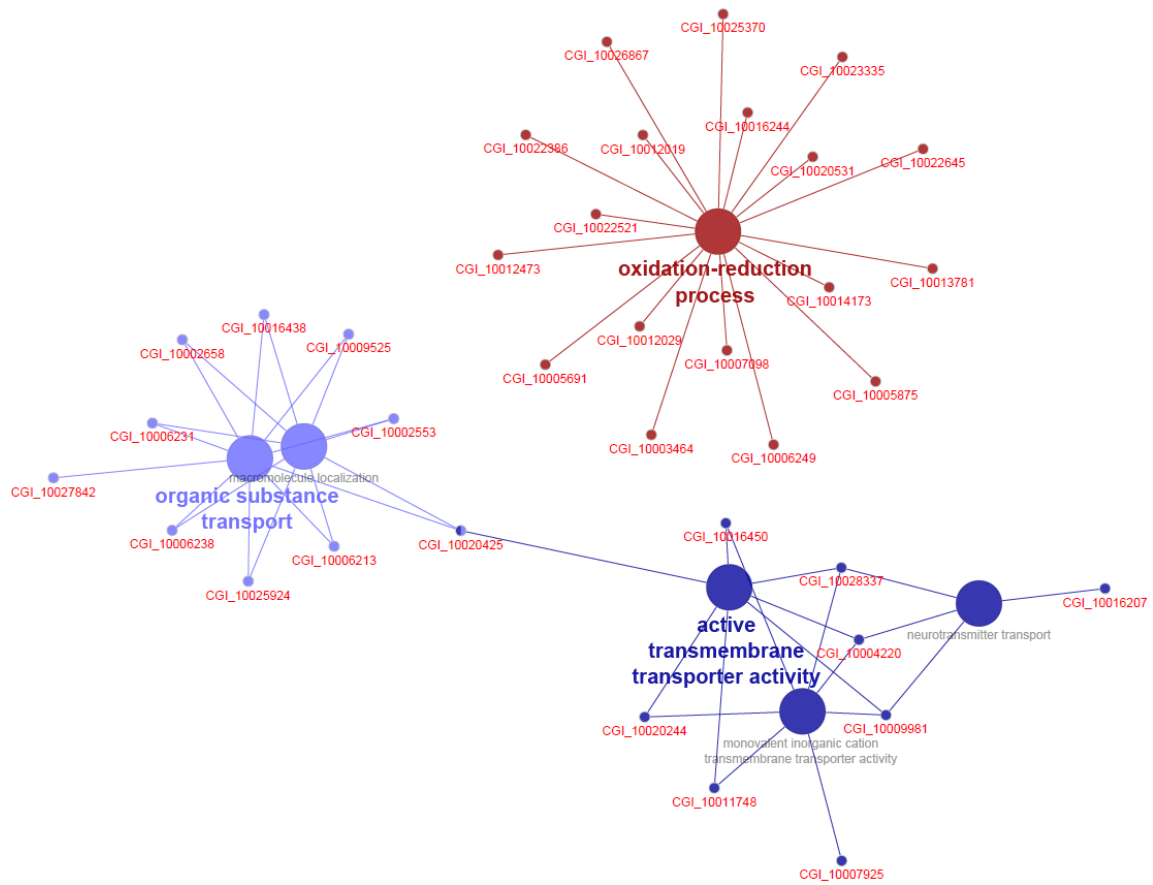 CGI_10025370
CGI_10026867
CGI_10023335
CGI_10016244
CGI_10022386
CGI_10012019
CGI_10022645
CGI_10020531
CGI_10022521
CGI_10012473
oxidation-reduction
process
CGI_10013781
CGI_10014173
CGI_10012029
CGI_10007098
CGI_10005691
CGI_10005875
CGI_10003464
CGI_10006249
CGI_10016438
CGI_10002658
CGI_10009525
CGI_10006231
CGI_10002553
macromolecule localization
CGI_10027842
organic substance
transport
CGI_10006238
CGI_10006213
CGI_10025924
CGI_10020425
CGI_10016450
CGI_10028337
CGI_10016207
active
transmembrane
transporter activity
neurotransmitter transport
CGI_10004220
CGI_10020244
CGI_10009981
monovalent inorganic cation
transmembrane transporter activity
CGI_10011748
CGI_10007925